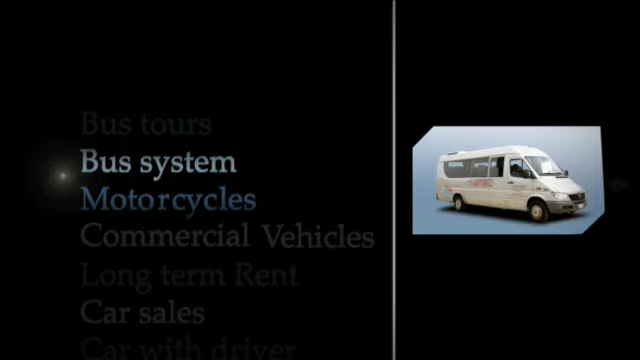 Bus tours
Bus system
Motorcycles
Commercial Vehicles
Long term Rent
Car sales
Car with driver